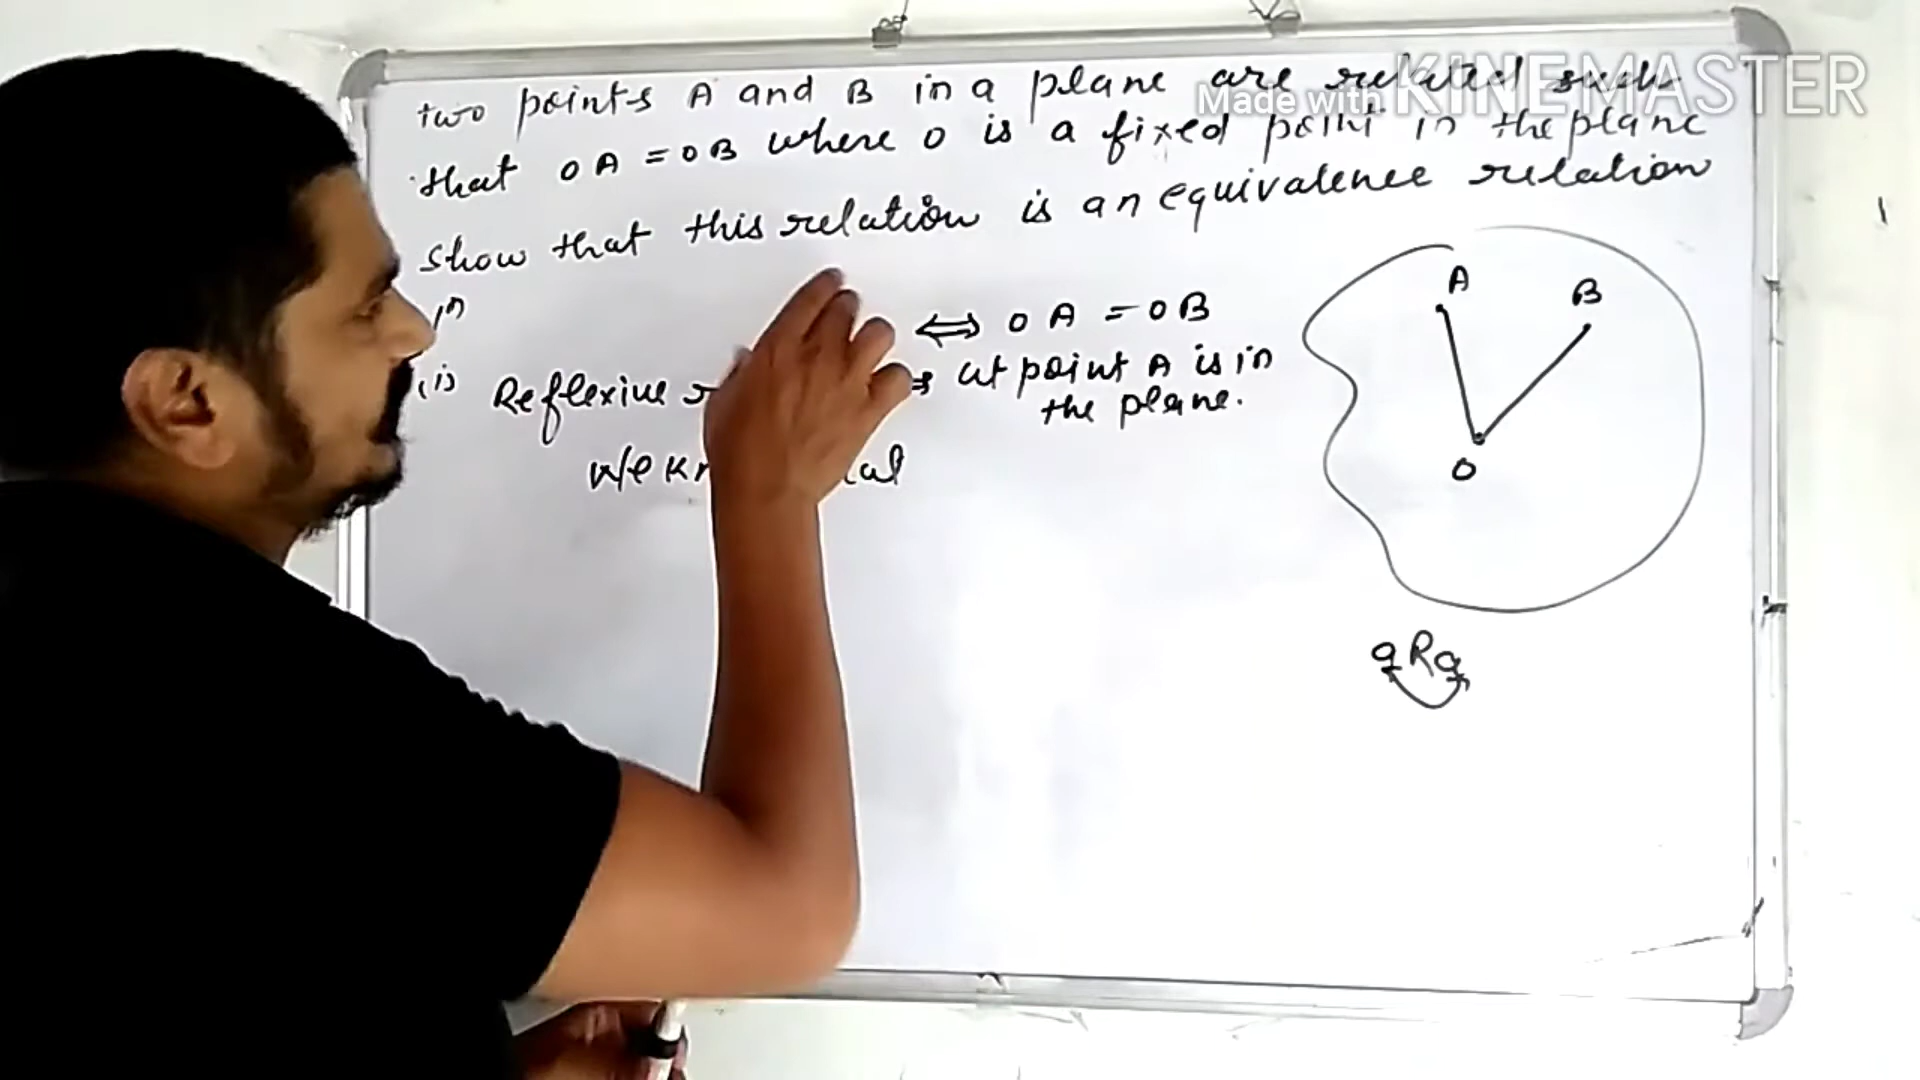 two points A and B in a plane are related such
Made with KINEMASTER
that OA = OB where O is a fixed point in the plane
show that this relation is an equivalence relation
in
⇔ OA = OB
(i) Reflexive
at point A is in
the plane.
We
A
B
O
aRa